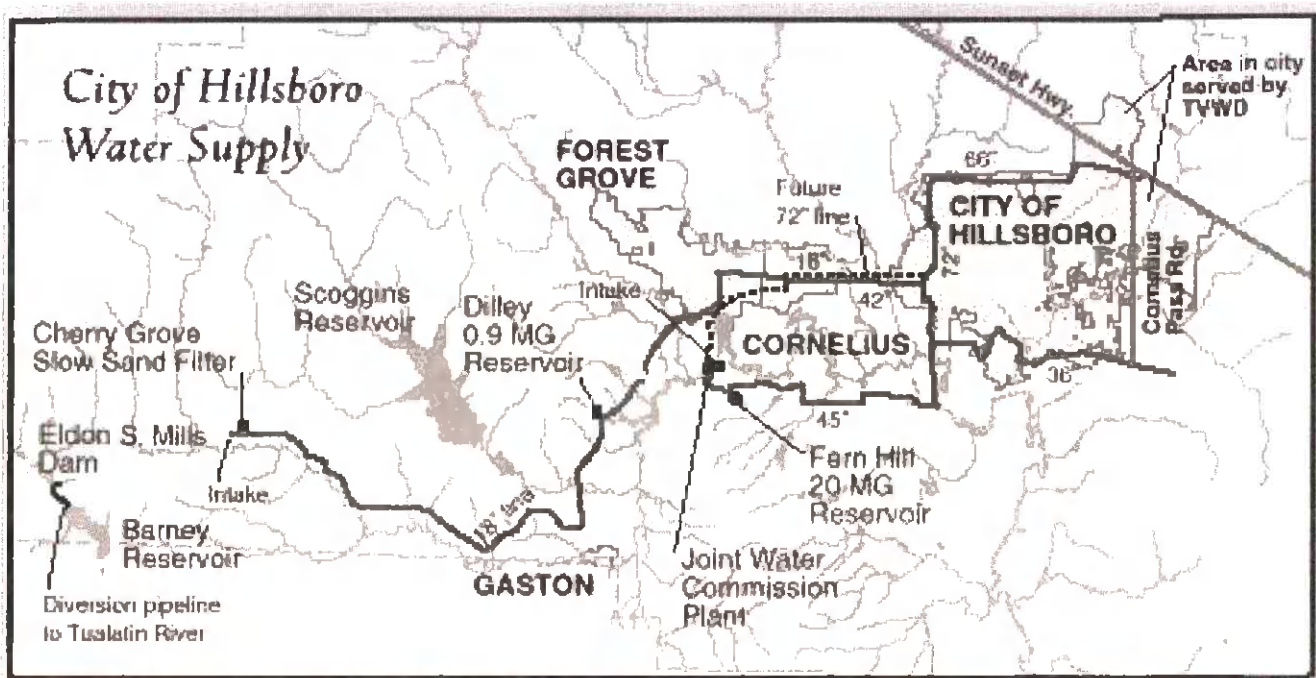 City of Hillsboro
Water Supply
Sunset Hwy.
Area in city
served by
TVWD
FOREST
GROVE
66"
Future
72" line
CITY OF
HILLSBORO
18"
72"
Cornelius
Pass Rd.
Scoggins
Reservoir
Dilley
0.9 MG
Reservoir
Intake
42"
Cherry Grove
Slow Sand Filter
CORNELIUS
36"
45"
Eldon S. Mills
Dam
Intake
18" line
Fern Hill
20 MG
Reservoir
Barney
Reservoir
GASTON
Joint Water
Commission
Plant
Diversion pipeline
to Tualatin River